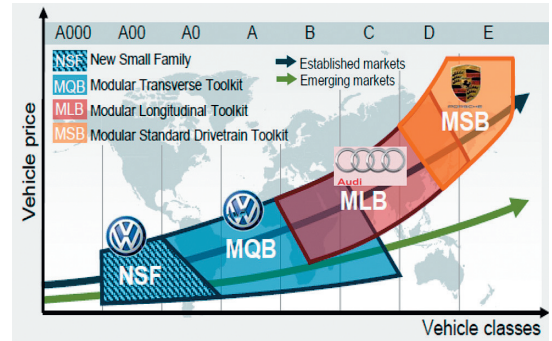 A000 A00 A0 A B C D E
NSF New Small Family
MQB Modular Transverse Toolkit
MLB Modular Longitudinal Toolkit
MSB Modular Standard Drivetrain Toolkit
Established markets
Emerging markets
Vehicle price
PORSCHE
MSB
Audi
MLB
MQB
NSF
Vehicle classes